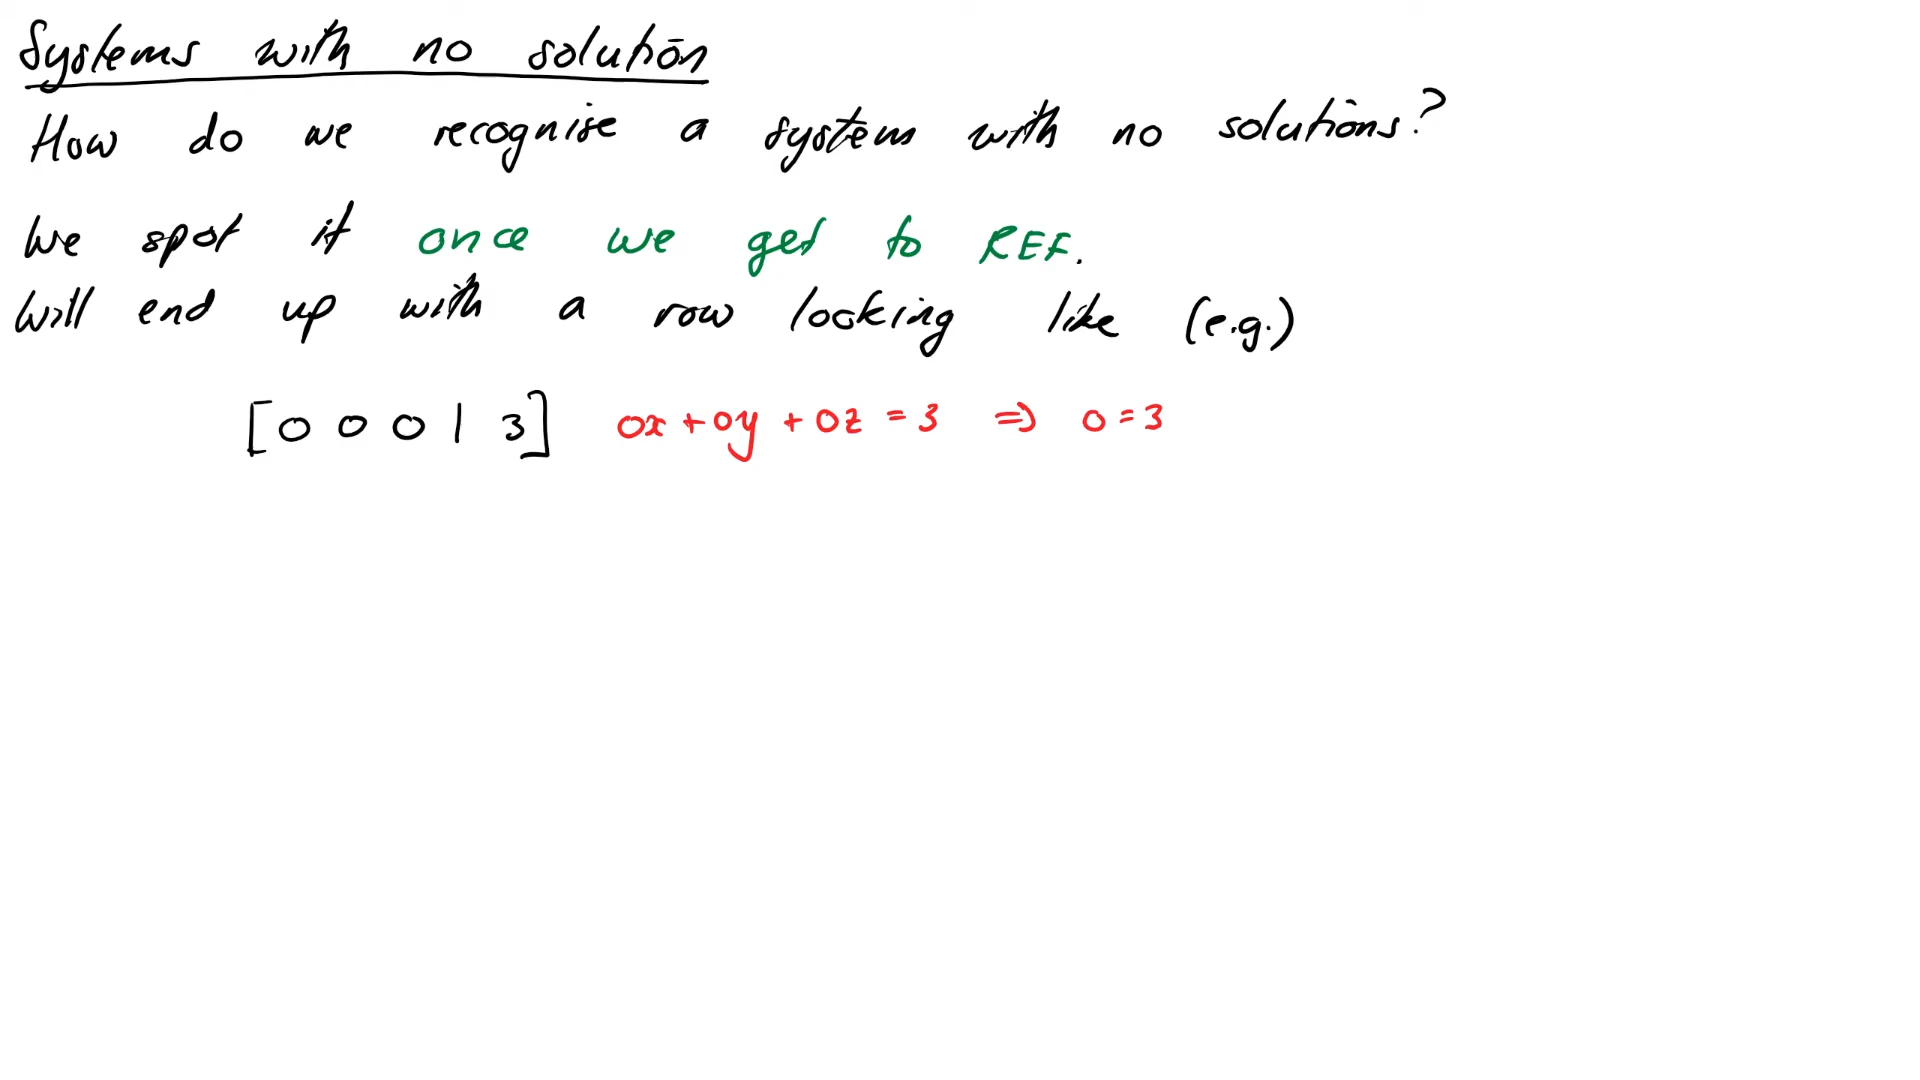 Systems with no solution
How do we recognise a system with no solutions?
We spot it once we get to REF.
Will end up with a row looking like (e.g.)
[0 0 0 | 3] 0x + 0y + 0z = 3 ⇒ 0 = 3